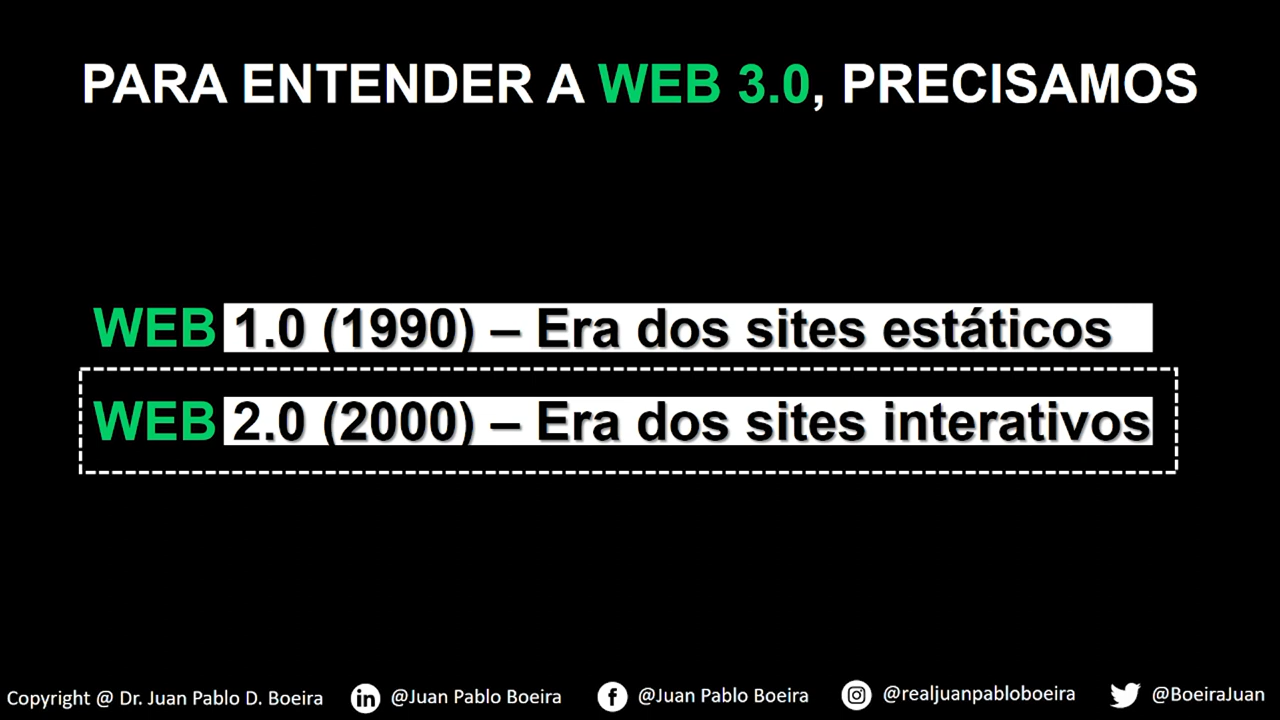 PARA ENTENDER A WEB 3.0, PRECISAMOS
WEB 1.0 (1990) – Era dos sites estáticos
WEB 2.0 (2000) – Era dos sites interativos
Copyright @ Dr. Juan Pablo D. Boeira in @Juan Pablo Boeira f @Juan Pablo Boeira @realjuanpabloboeira @BoeiraJuan